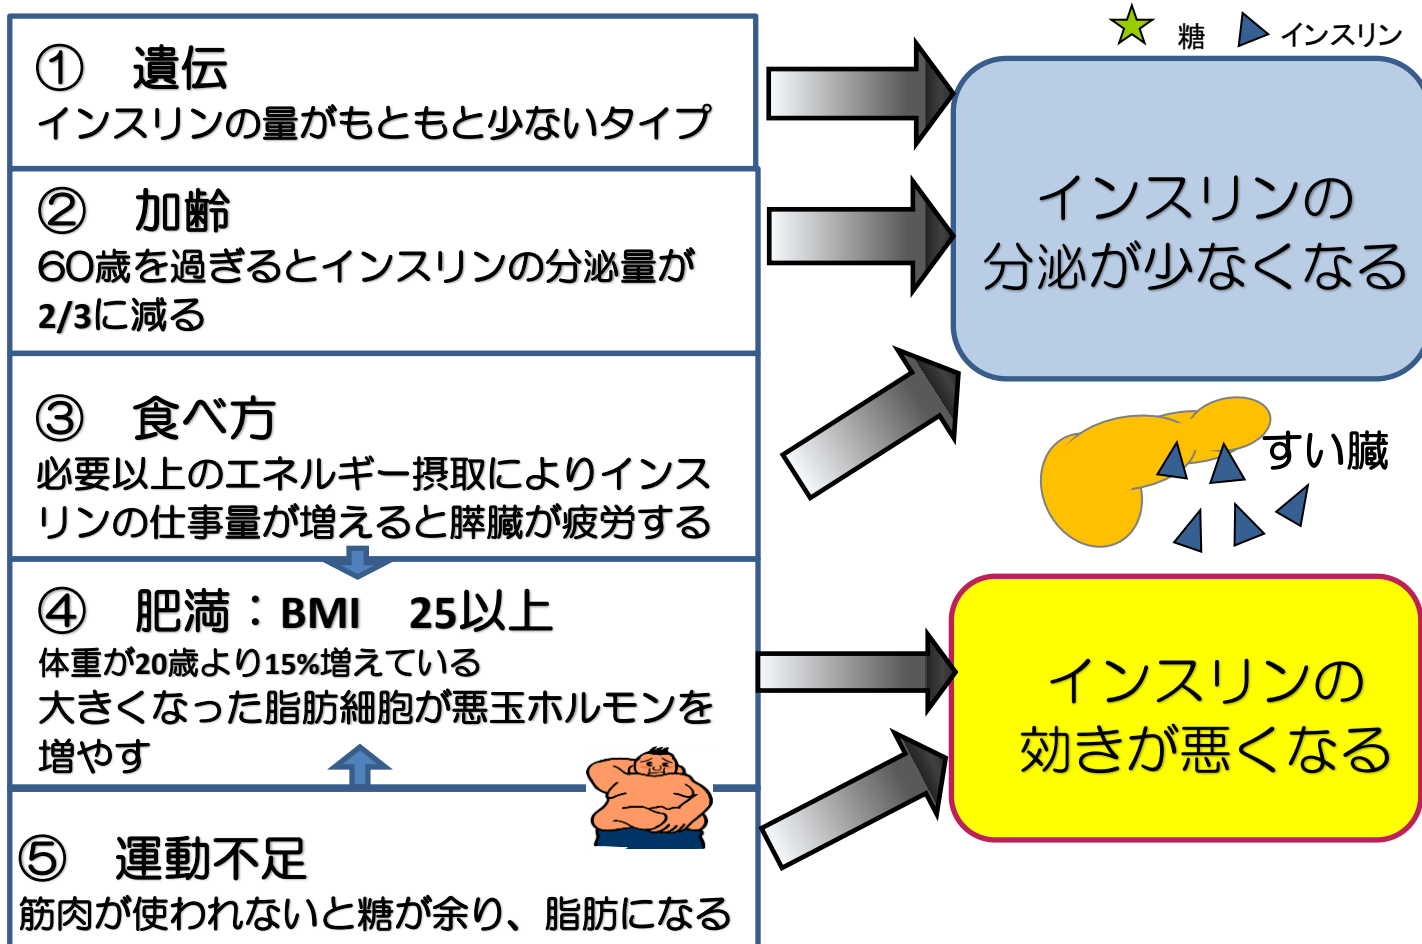 ① 遺伝
インスリンの量がもともと少ないタイプ
② 加齢
60歳を過ぎるとインスリンの分泌量が
2/3に減る
③ 食べ方
必要以上のエネルギー摂取によりインス
リンの仕事量が増えると膵臓が疲労する
④ 肥満：BMI 25以上
体重が20歳より15%増えている
大きくなった脂肪細胞が悪玉ホルモンを
増やす
⑤ 運動不足
筋肉が使われないと糖が余り、脂肪になる
糖 インスリン
インスリンの
分泌が少なくなる
すい臓
インスリンの
効きが悪くなる